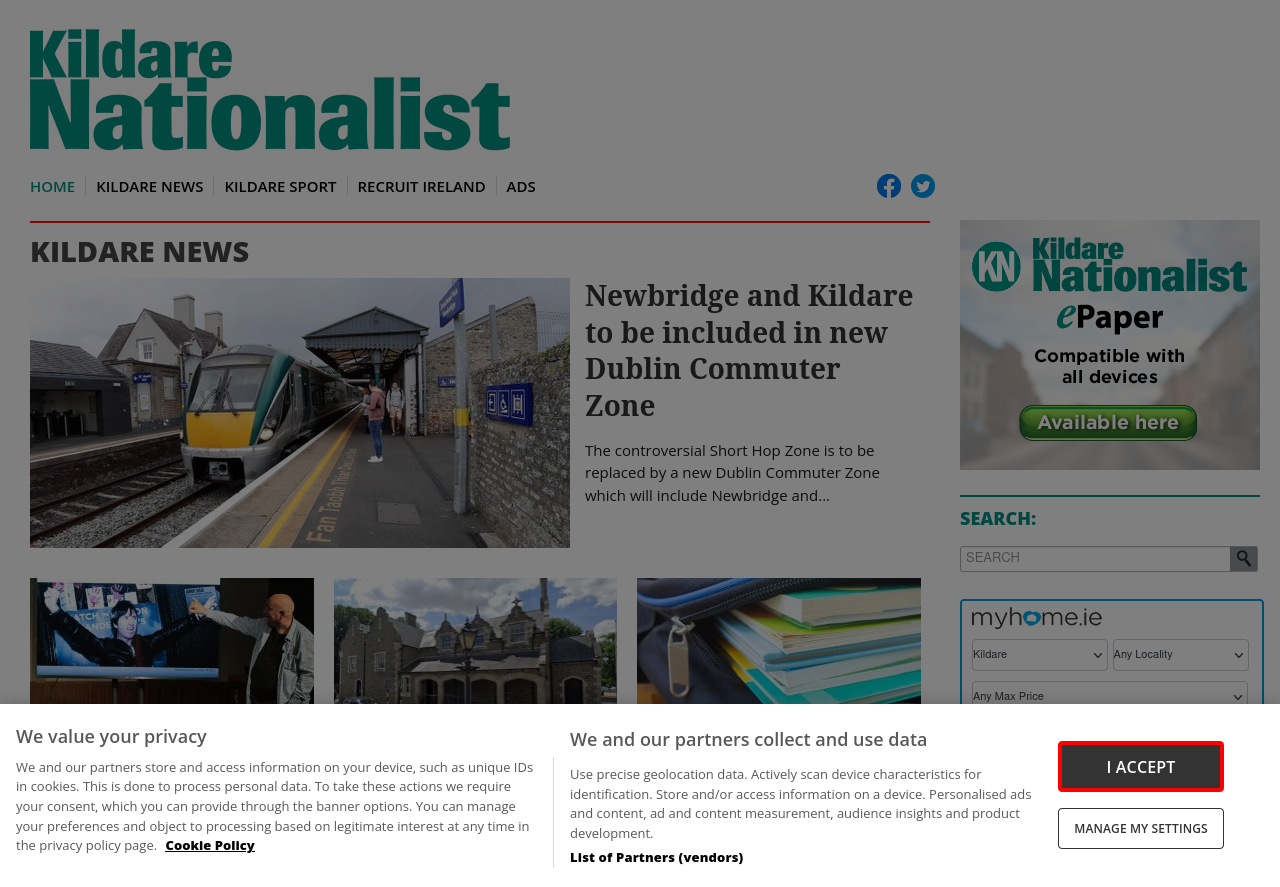 Kildare
Nationalist
HOME KILDARE NEWS KILDARE SPORT RECRUIT IRELAND ADS
KILDARE NEWS
Newbridge and Kildare
to be included in new
Dublin Commuter
Zone
The controversial Short Hop Zone is to be
replaced by a new Dublin Commuter Zone
which will include Newbridge and...
Fan Taobh Thiar
KN Kildare
Nationalist
ePaper
Compatible with
all devices
Available here
SEARCH:
SEARCH
myhome.ie
Kildare Any Locality
Any Max Price
We value your privacy
We and our partners store and access information on your device, such as unique IDs
in cookies. This is done to process personal data. To take these actions we require
your consent, which you can provide through the banner options. You can manage
your preferences and object to processing based on legitimate interest at any time in
the privacy policy page. Cookie Policy
We and our partners collect and use data
Use precise geolocation data. Actively scan device characteristics for
identification. Store and/or access information on a device. Personalised ads
and content, ad and content measurement, audience insights and product
development.
List of Partners (vendors)
I ACCEPT
MANAGE MY SETTINGS